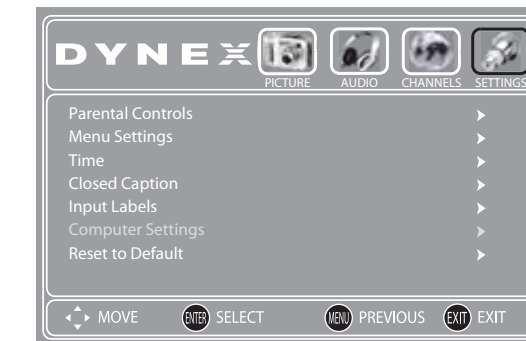 DYNEX
PICTURE AUDIO CHANNELS SETTINGS
Parental Controls
Menu Settings
Time
Closed Caption
Input Labels
Computer Settings
Reset to Default
MOVE ENTER SELECT MENU PREVIOUS EXIT EXIT